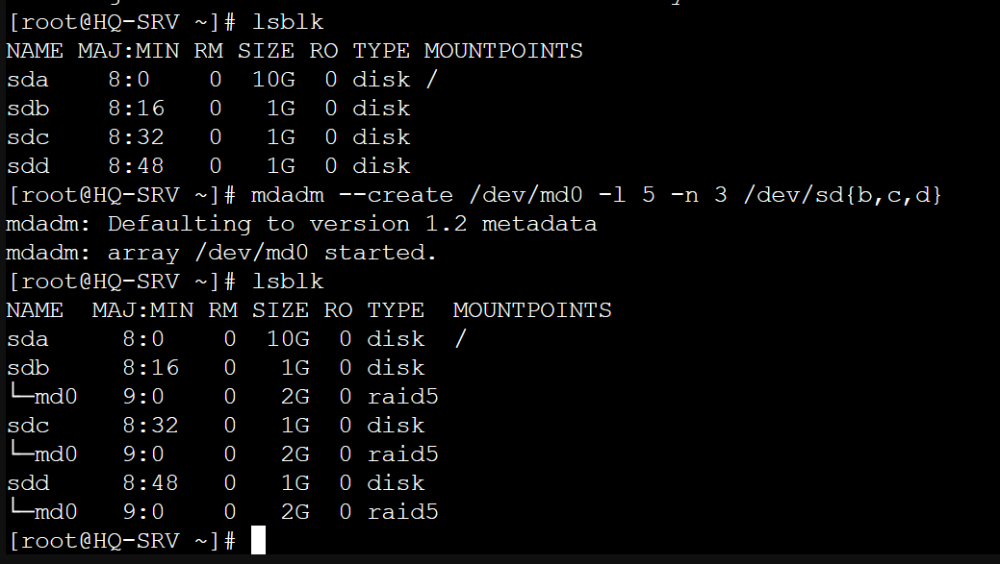 [root@HQ-SRV ~]# lsblk
NAME MAJ:MIN RM SIZE RO TYPE MOUNTPOINTS
sda    8:0    0  10G  0 disk /
sdb    8:16   0   1G  0 disk
sdc    8:32   0   1G  0 disk
sdd    8:48   0   1G  0 disk
[root@HQ-SRV ~]# mdadm --create /dev/md0 -l 5 -n 3 /dev/sd{b,c,d}
mdadm: Defaulting to version 1.2 metadata
mdadm: array /dev/md0 started.
[root@HQ-SRV ~]# lsblk
NAME  MAJ:MIN RM SIZE RO TYPE  MOUNTPOINTS
sda     8:0    0  10G  0 disk  /
sdb     8:16   0   1G  0 disk
└─md0   9:0    0   2G  0 raid5
sdc     8:32   0   1G  0 disk
└─md0   9:0    0   2G  0 raid5
sdd     8:48   0   1G  0 disk
└─md0   9:0    0   2G  0 raid5
[root@HQ-SRV ~]#